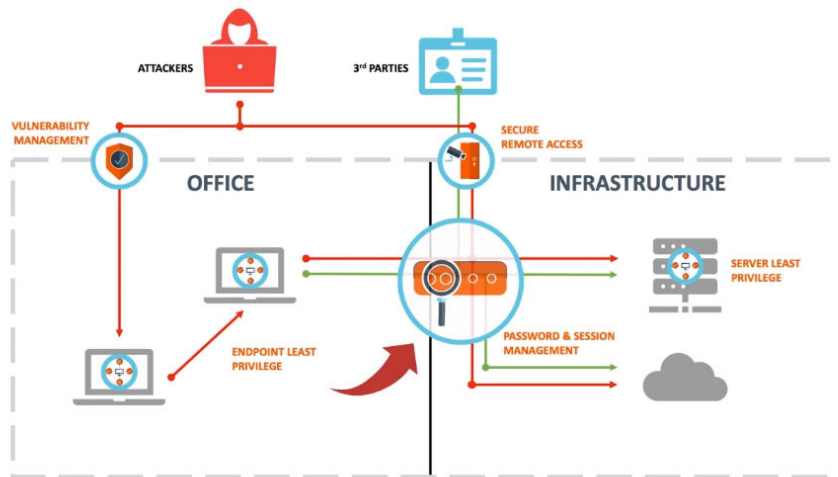 ATTACKERS
3rd PARTIES
VULNERABILITY
MANAGEMENT
SECURE
REMOTE ACCESS
OFFICE
INFRASTRUCTURE
SERVER LEAST
PRIVILEGE
ENDPOINT LEAST
PRIVILEGE
PASSWORD & SESSION
MANAGEMENT